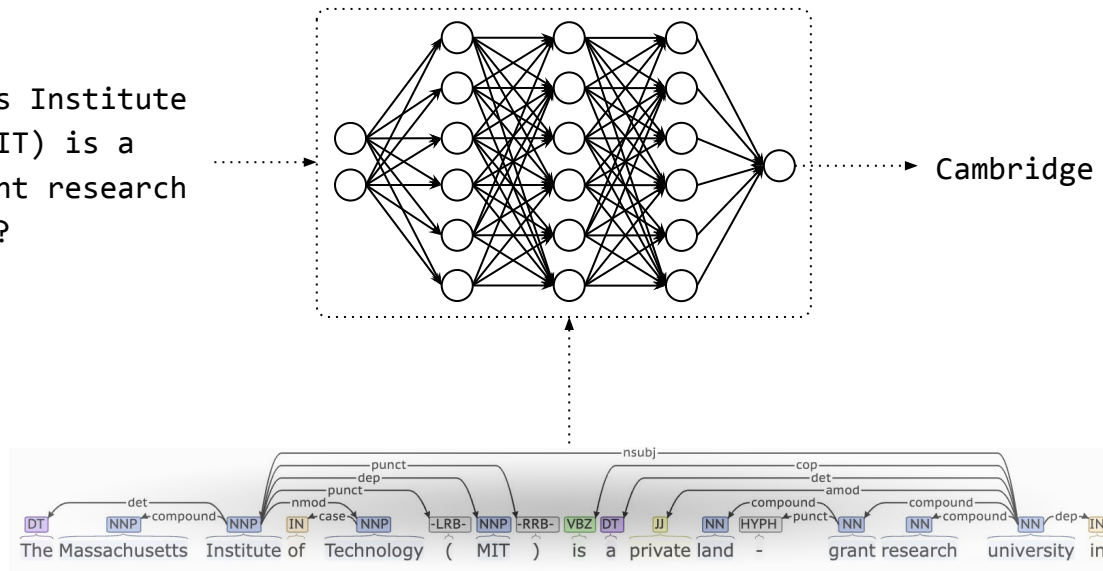 s Institute
IT) is a
nt research
?
Cambridge
nsubj
punct cop
dep det
punct amod
det nmod compound compound
DT NNP compound NNP IN case NNP -LRB- NNP -RRB- VBZ DT JJ NN HYPH punct NN NN compound NN dep IN
The Massachusetts Institute of Technology ( MIT ) is a private land - grant research university in